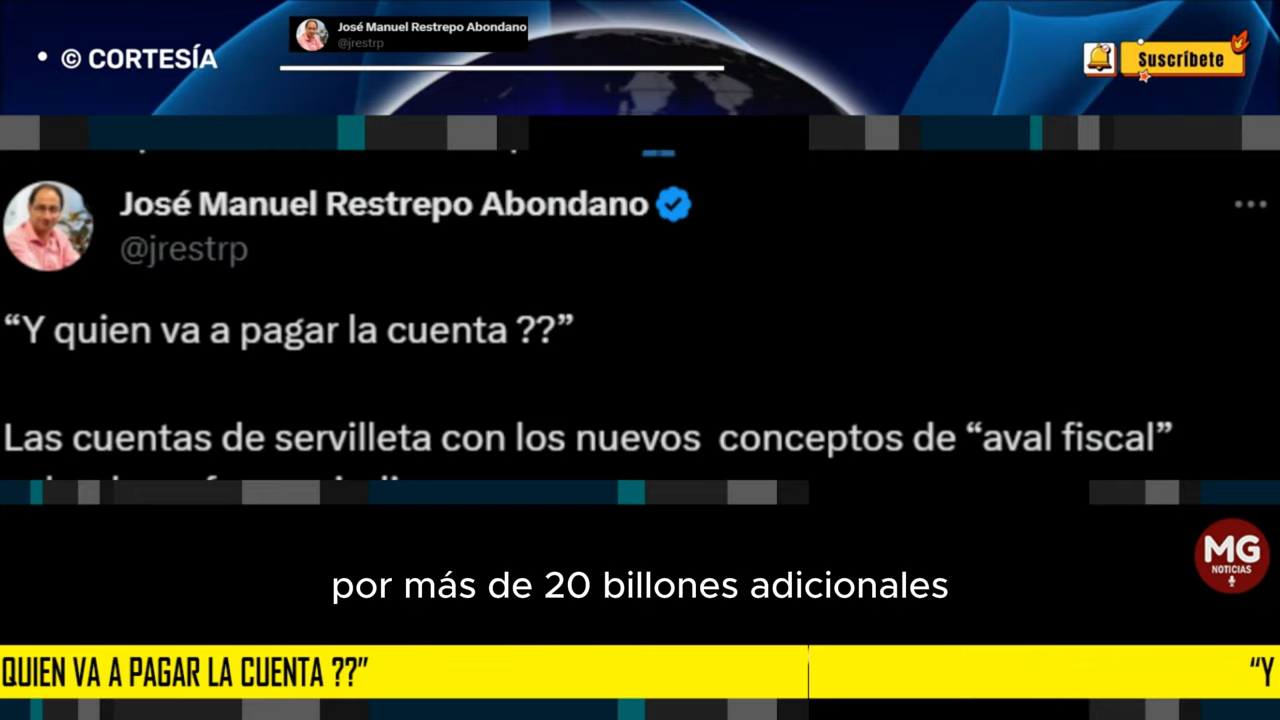 • © CORTESÍA
José Manuel Restrepo Abondano
@jrestrp
Suscríbete
José Manuel Restrepo Abondano
@jrestrp
“Y quien va a pagar la cuenta ??”
Las cuentas de servilleta con los nuevos conceptos de “aval fiscal”
por más de 20 billones adicionales
MG
NOTICIAS
QUIEN VA A PAGAR LA CUENTA ??” “Y